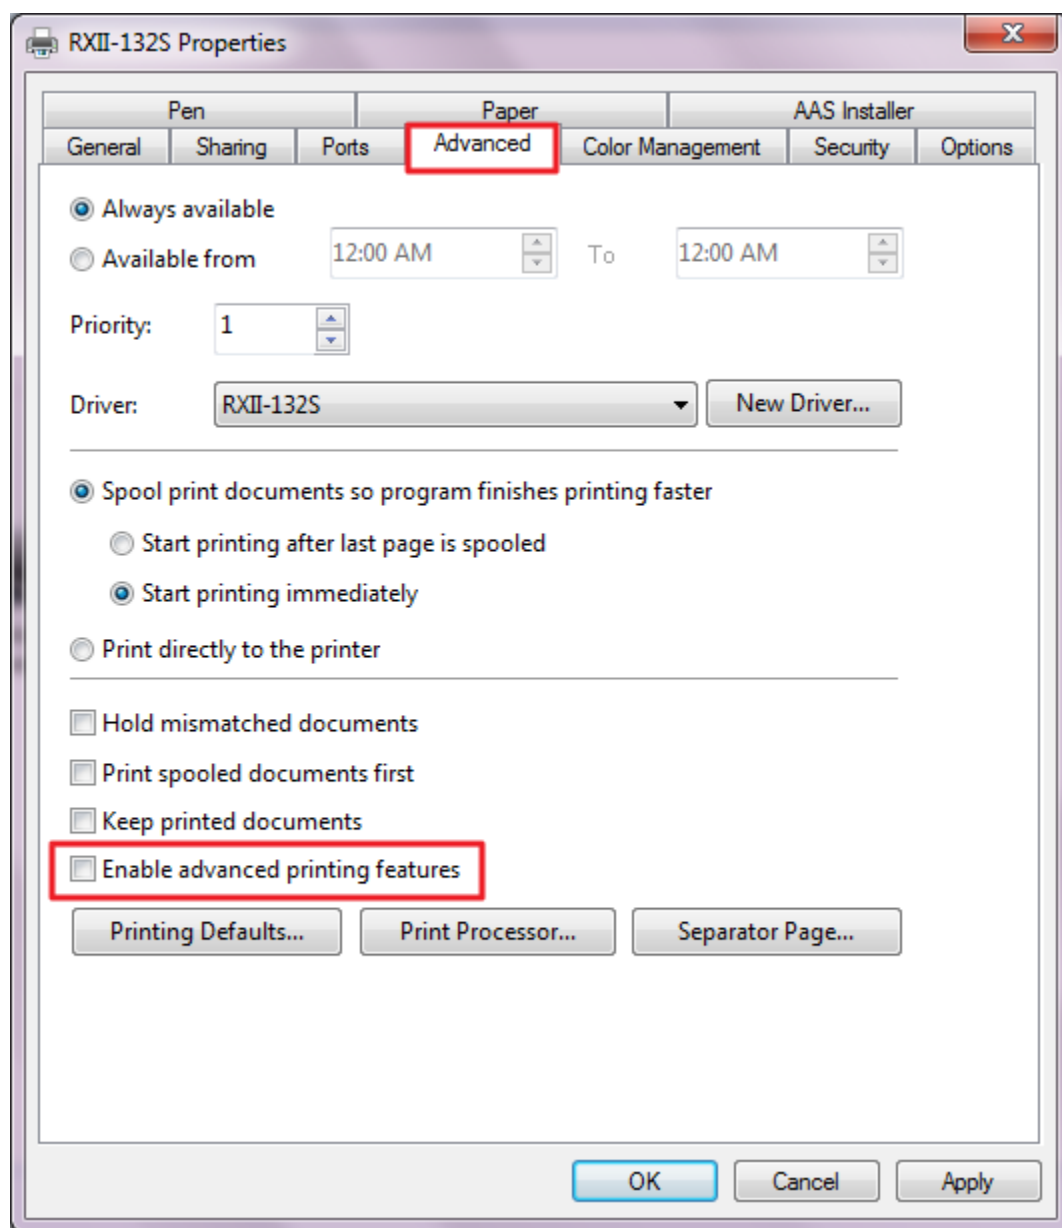 RXII-132S Properties
Pen Paper AAS Installer
General Sharing Ports Advanced Color Management Security Options
Always available
Available from 12:00 AM To 12:00 AM
Priority: 1
Driver: RXII-132S New Driver...
Spool print documents so program finishes printing faster
Start printing after last page is spooled
Start printing immediately
Print directly to the printer
Hold mismatched documents
Print spooled documents first
Keep printed documents
Enable advanced printing features
Printing Defaults... Print Processor... Separator Page...
OK Cancel Apply